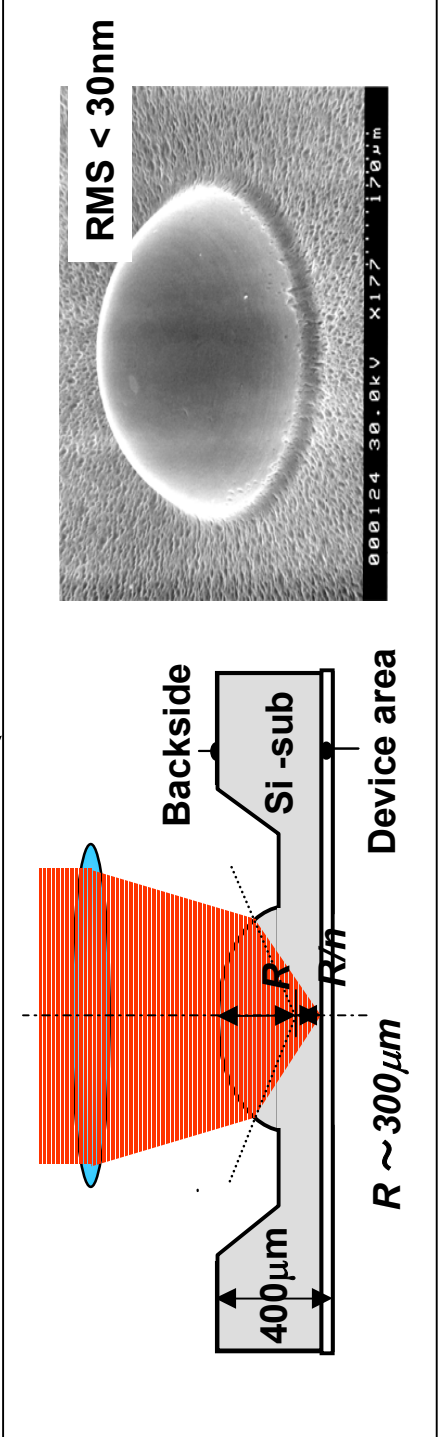 Backside
Si -sub
Device area
R
R/n
R ~ 300μm
400μm
RMS < 30nm
000124 30.0kV X177 170μm